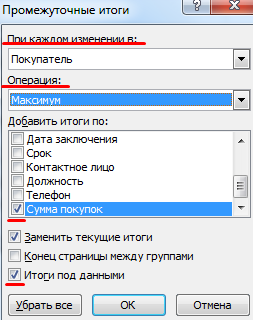 Промежуточные итоги
При каждом изменении в:
Покупатель
Операция:
Максимум
Добавить итоги по:
Дата заключения
Срок
Контактное лицо
Должность
Телефон
Сумма покупок
Заменить текущие итоги
Конец страницы между группами
Итоги под данными
Убрать все ОК Отмена